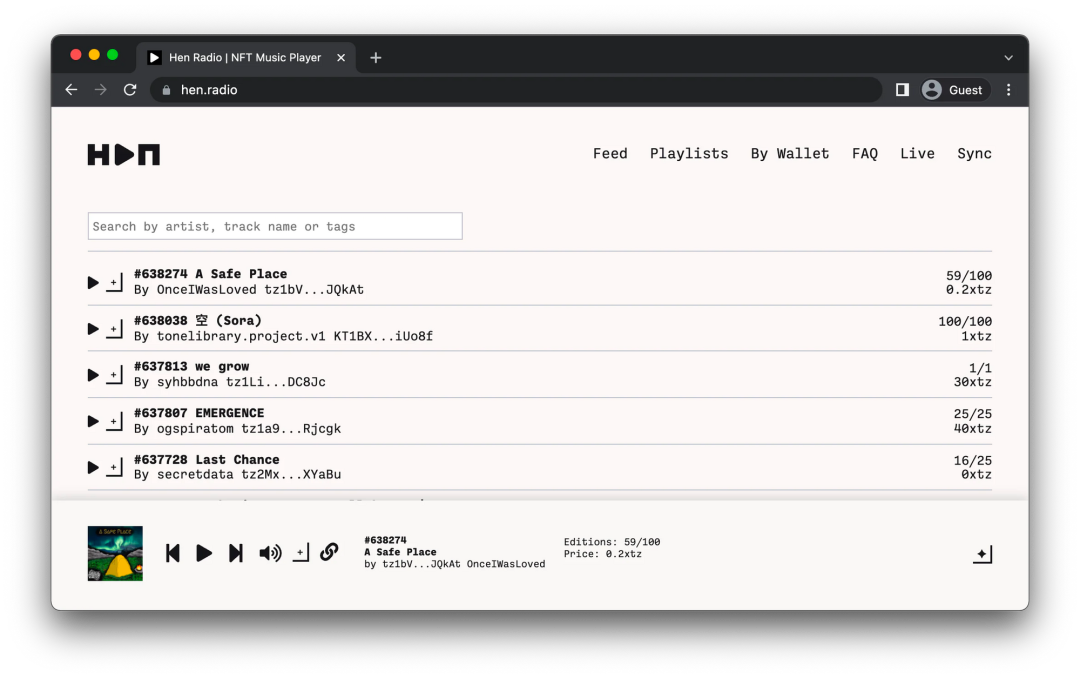 Hen Radio | NFT Music Player
hen.radio
Guest
Feed Playlists By Wallet FAQ Live Sync
Search by artist, track name or tags
#638274 A Safe Place 59/100
By OnceIWasLoved tz1bV...JQkAt 0.2xtz
#638038 空 (Sora) 100/100
By tonelibrary.project.v1 KT1BX...iUo8f 1xtz
#637813 we grow 1/1
By syhbbdna tz1Li...DC8Jc 30xtz
#637807 EMERGENCE 25/25
By ogspiratom tz1a9...Rjcgk 40xtz
#637728 Last Chance 16/25
By secretdata tz2Mx...XYaBu 0xtz
A SAFE PLACE
#638274
A Safe Place
by tz1bV...JQkAt OnceIWasLoved
Editions: 59/100
Price: 0.2xtz